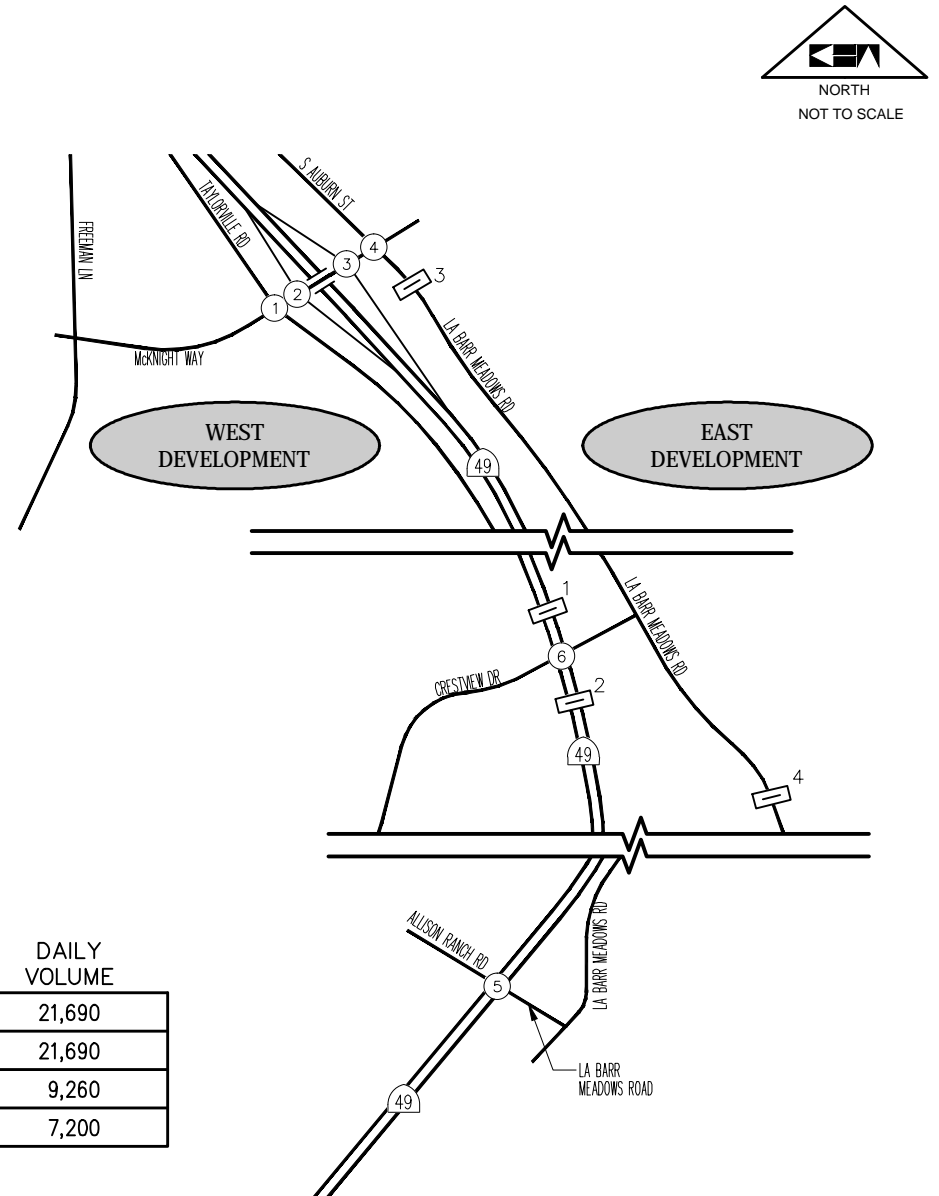 NORTH
NOT TO SCALE
S AUBURN ST
TAYLORVILLE RD
FREEMAN LN
4
3
3
2
1
McKNIGHT WAY
LA BARR MEADOWS RD
WEST
DEVELOPMENT
EAST
DEVELOPMENT
49
1
LA BARR MEADOWS RD
6
CRESTVIEW DR
2
49
4
ALLISON RANCH RD
LA BARR MEADOWS RD
5
LA BARR
MEADOWS ROAD
49
DAILY
VOLUME
21,690
21,690
9,260
7,200